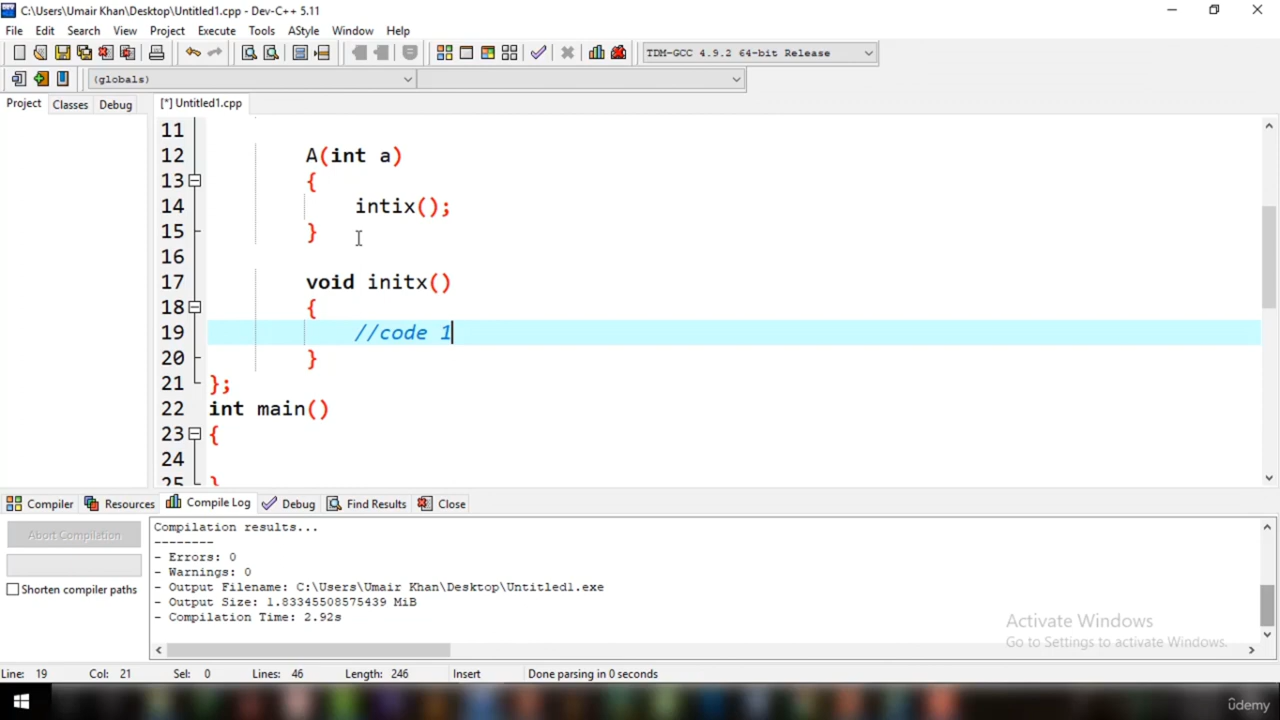 C:\Users\Umair Khan\Desktop\Untitled1.cpp - Dev-C++ 5.11
File Edit Search View Project Execute Tools AStyle Window Help
TDM-GCC 4.9.2 64-bit Release
(globals)
Project Classes Debug [*] Untitled1.cpp
11
12 A(int a)
13 {
14 intix();
15 }
16
17 void initx()
18 {
19 //code 1
20 }
21 };
22 int main()
23 {
24
25 }
Compiler Resources Compile Log Debug Find Results Close
Abort Compilation
Shorten compiler paths
Compilation results...
--------
- Errors: 0
- Warnings: 0
- Output Filename: C:\Users\Umair Khan\Desktop\Untitled1.exe
- Output Size: 1.83345508575439 MiB
- Compilation Time: 2.92s
Activate Windows
Go to Settings to activate Windows.
Line: 19 Col: 21 Sel: 0 Lines: 46 Length: 246 Insert Done parsing in 0 seconds
ûdemy